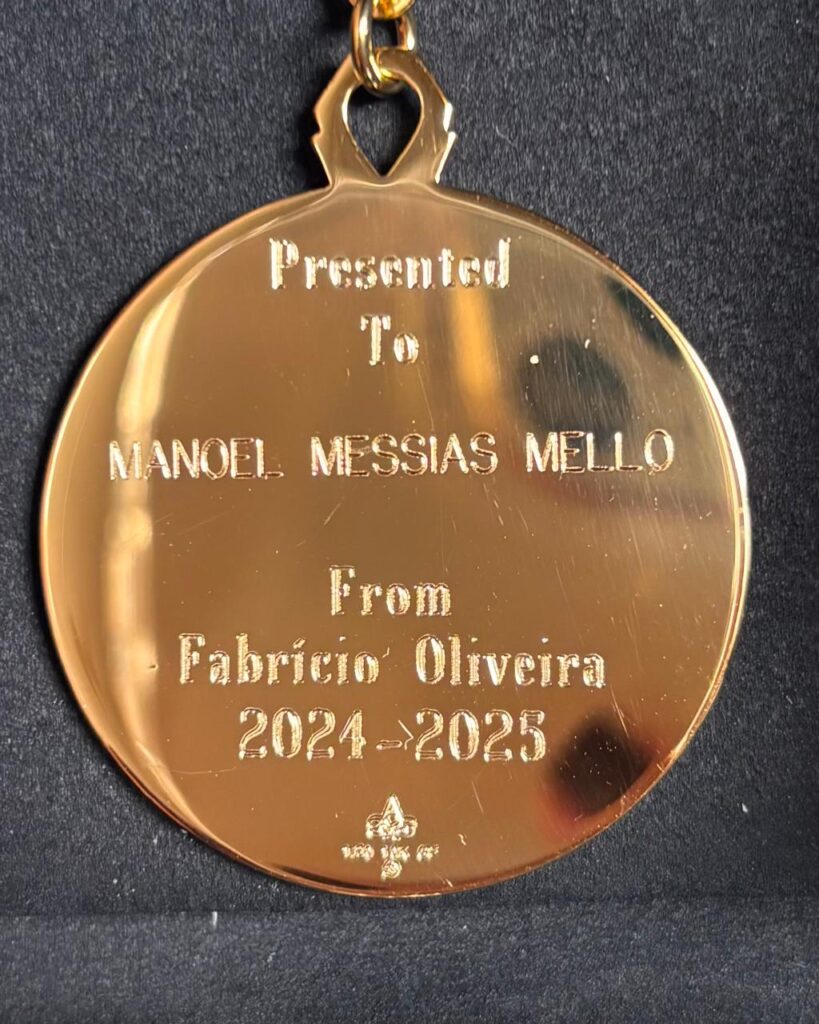 Presented
To
MANOEL MESSIAS MELLO
From
Fabrício Oliveira
2024-2025